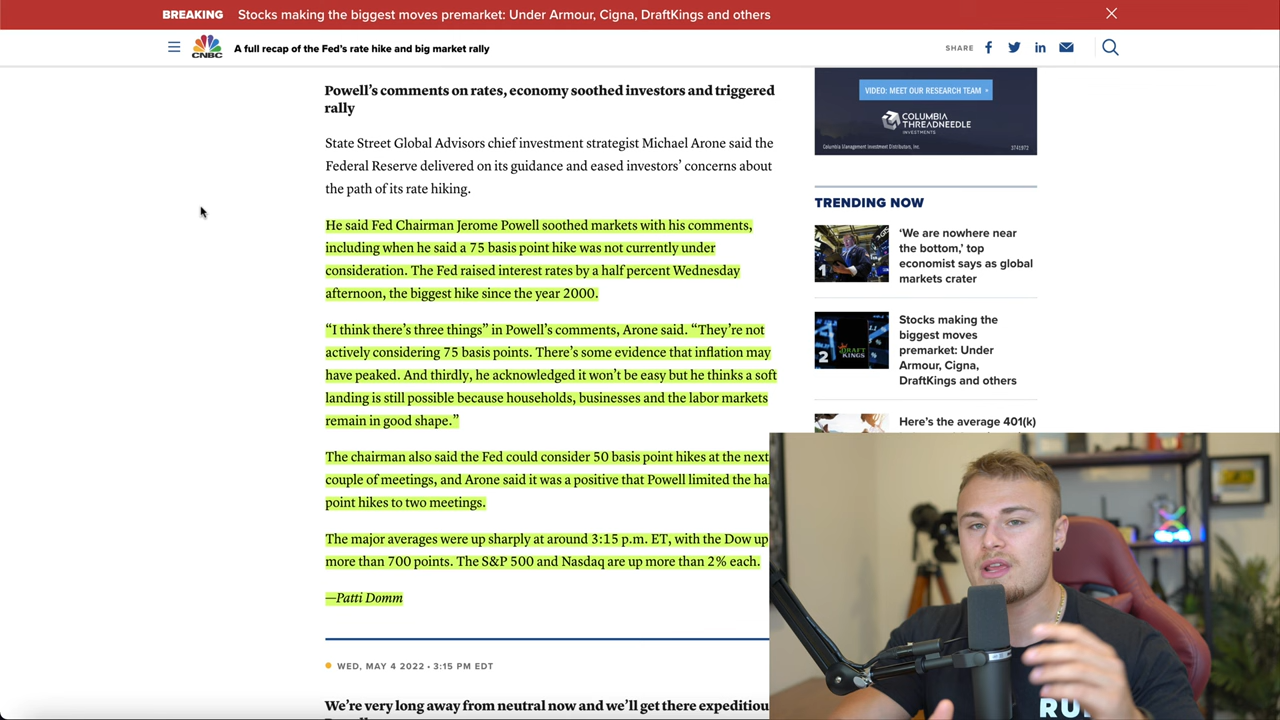 BREAKING Stocks making the biggest moves premarket: Under Armour, Cigna, DraftKings and others
CNBC
A full recap of the Fed's rate hike and big market rally
SHARE
Powell's comments on rates, economy soothed investors and triggered
rally
State Street Global Advisors chief investment strategist Michael Arone said the
Federal Reserve delivered on its guidance and eased investors' concerns about
the path of its rate hiking.
He said Fed Chairman Jerome Powell soothed markets with his comments,
including when he said a 75 basis point hike was not currently under
consideration. The Fed raised interest rates by a half percent Wednesday
afternoon, the biggest hike since the year 2000.
“I think there's three things” in Powell's comments, Arone said. “They're not
actively considering 75 basis points. There's some evidence that inflation may
have peaked. And thirdly, he acknowledged it won't be easy but he thinks a soft
landing is still possible because households, businesses and the labor markets
remain in good shape.”
The chairman also said the Fed could consider 50 basis point hikes at the next
couple of meetings, and Arone said it was a positive that Powell limited the
point hikes to two meetings.
The major averages were up sharply at around 3:15 p.m. ET, with the Dow up
more than 700 points. The S&P 500 and Nasdaq are up more than 2% each.
—Patti Domm
WED, MAY 4 2022 • 3:15 PM EDT
We're very long away from neutral now and we'll get there
VIDEO: MEET OUR RESEARCH TEAM
COLUMBIA
THREADNEEDLE
INVESTMENTS
Columbia Management Investment Distributors, Inc.
3741973
TRENDING NOW
1
‘We are nowhere near
the bottom,’ top
economist says as global
markets crater
DRAFT
KINGS
2
Stocks making the
biggest moves
premarket: Under
Armour, Cigna,
DraftKings and others
Here's the average 401(k)